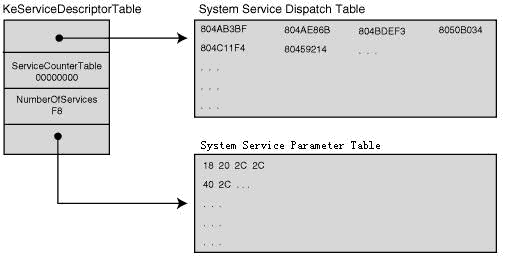 KeServiceDescriptorTable
System Service Dispatch Table
804AB3BF 804AE86B 804BDEF3 8050B034
804C11F4 80459214 . . .
. . .
. . .
. . .
ServiceCounterTable
00000000
NumberOfServices
F8
System Service Parameter Table
18 20 2C 2C
40 2C ...
. . .
. . .
. . .